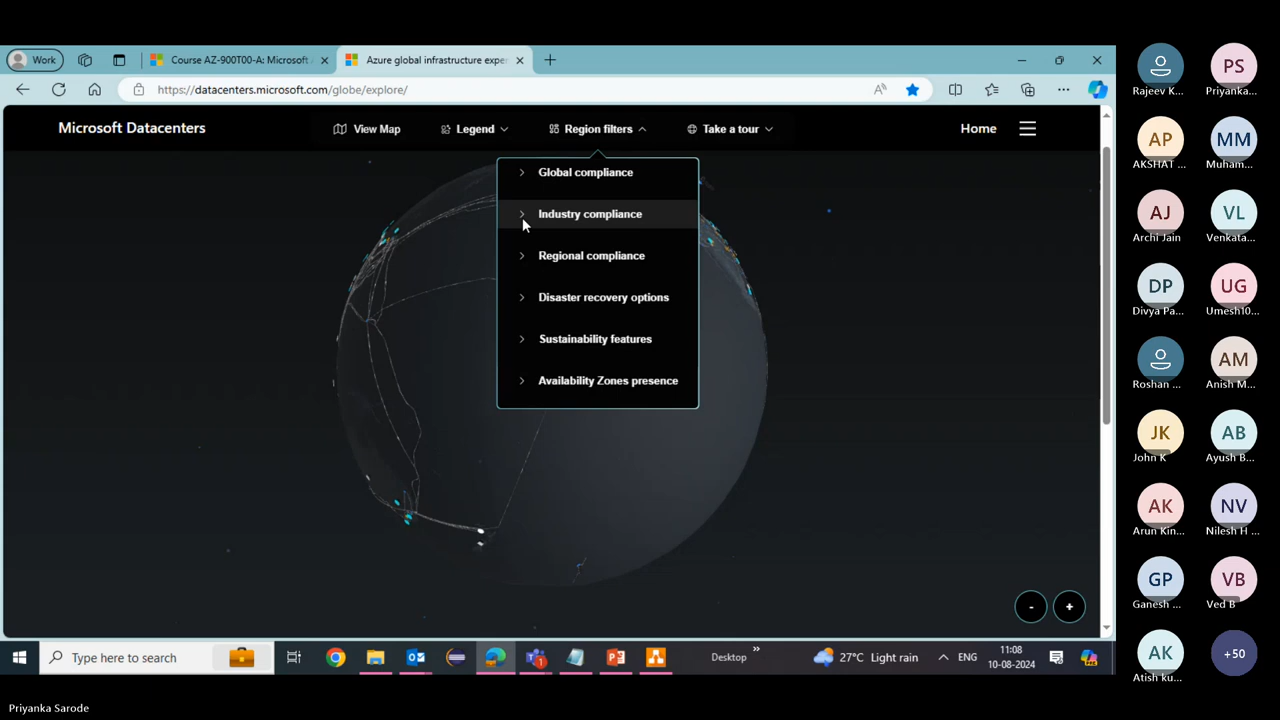 Work
Course AZ-900T00-A: Microsoft
Azure global infrastructure expe
https://datacenters.microsoft.com/globe/explore/
Microsoft Datacenters
View Map
Legend
Region filters
Take a tour
Home
Global compliance
Industry compliance
Regional compliance
Disaster recovery options
Sustainability features
Availability Zones presence
-
+
Type here to search
1
Desktop
27°C Light rain
ENG
11:08
10-08-2024
Rajeev K...
PS
Priyanka...
AP
AKSHAT ...
MM
Muham...
AJ
Archi Jain
VL
Venkata...
DP
Divya Pa...
UG
Umesh10...
Roshan ...
AM
Anish M...
JK
John K
AB
Ayush B...
AK
Arun Kin...
NV
Nilesh H ...
GP
Ganesh ...
VB
Ved B
AK
Atish ku...
+50
Priyanka Sarode